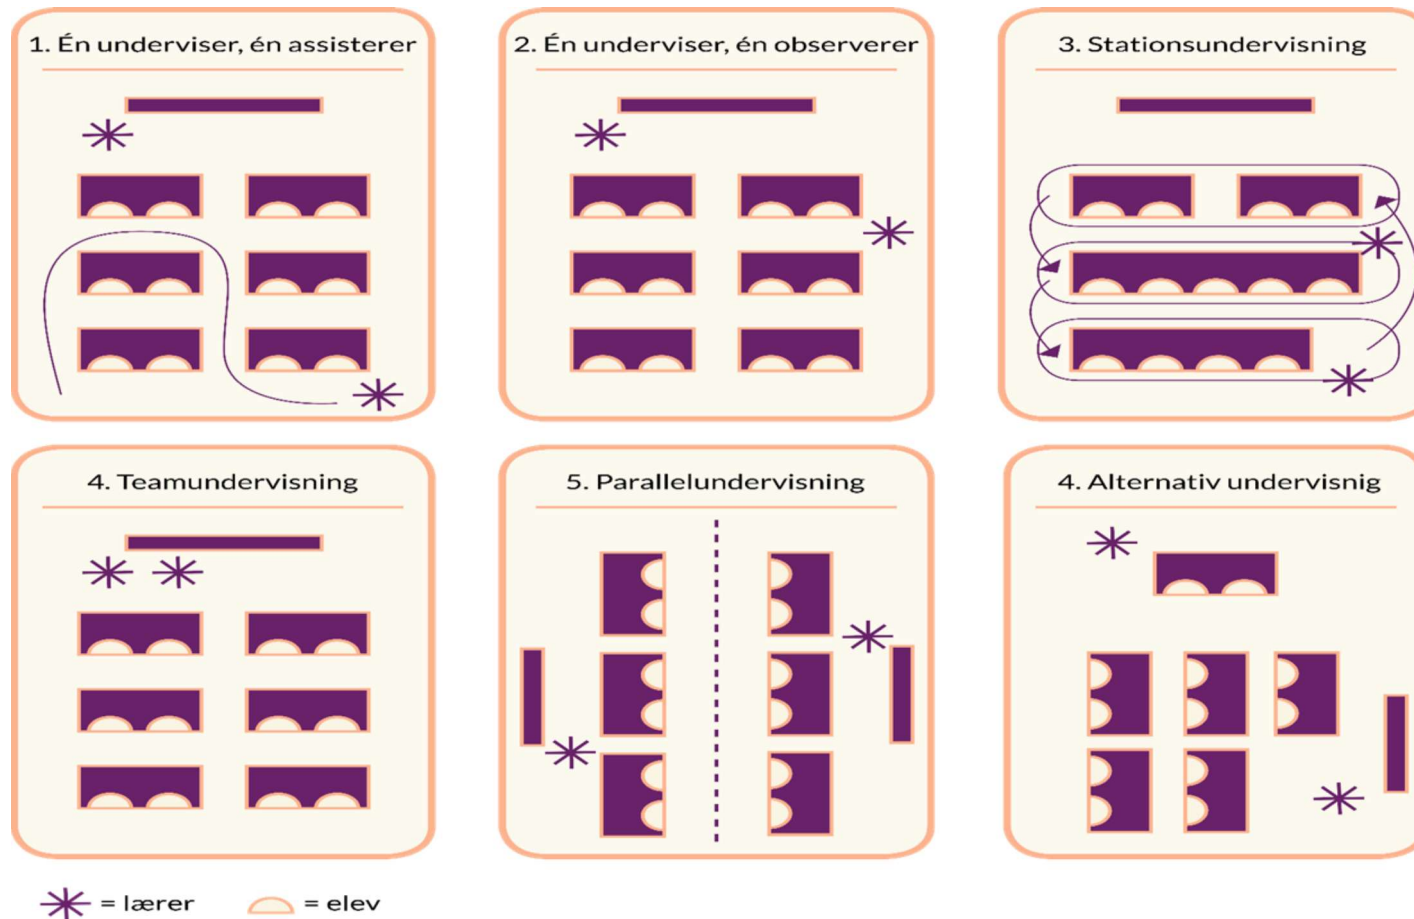 1. Én underviser, én assisterer
2. Én underviser, én observerer
3. Stationsundervisning
4. Teamundervisning
5. Parallelundervisning
4. Alternativ undervisnig
= lærer
= elev